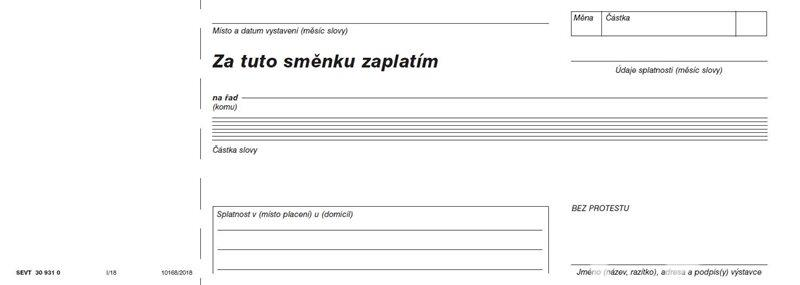 Místo a datum vystavení (měsíc slovy)
Měna
Částka
Za tuto směnku zaplatím
Údaje splatnosti (měsíc slovy)
na řad
(komu)
Částka slovy
Splatnost v (místo placení) u (domicil)
BEZ PROTESTU
SEVT 30 931 0
I/18
10168/2018
Jméno (název, razítko), adresa a podpis(y) výstavce